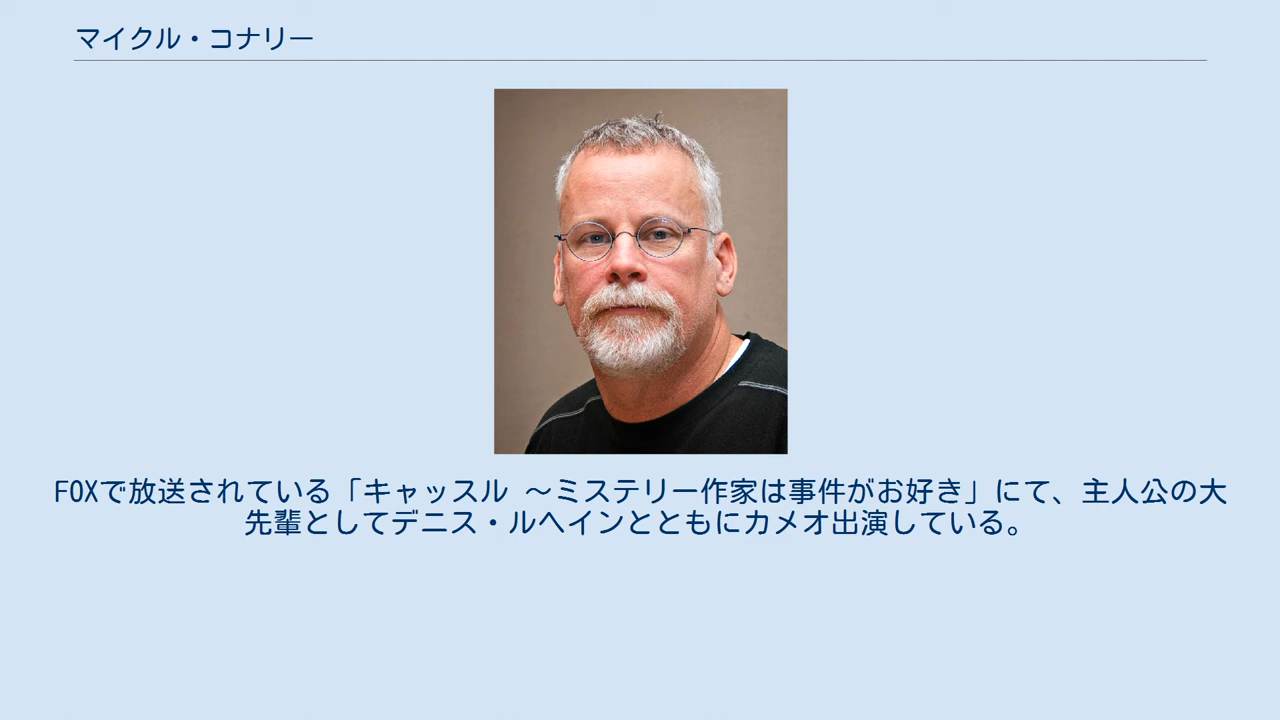 マイクル・コナリー
FOXで放送されている「キャッスル ～ミステリー作家は事件がお好き」にて、主人公の大
先輩としてデニス・ルヘインとともにカメオ出演している。